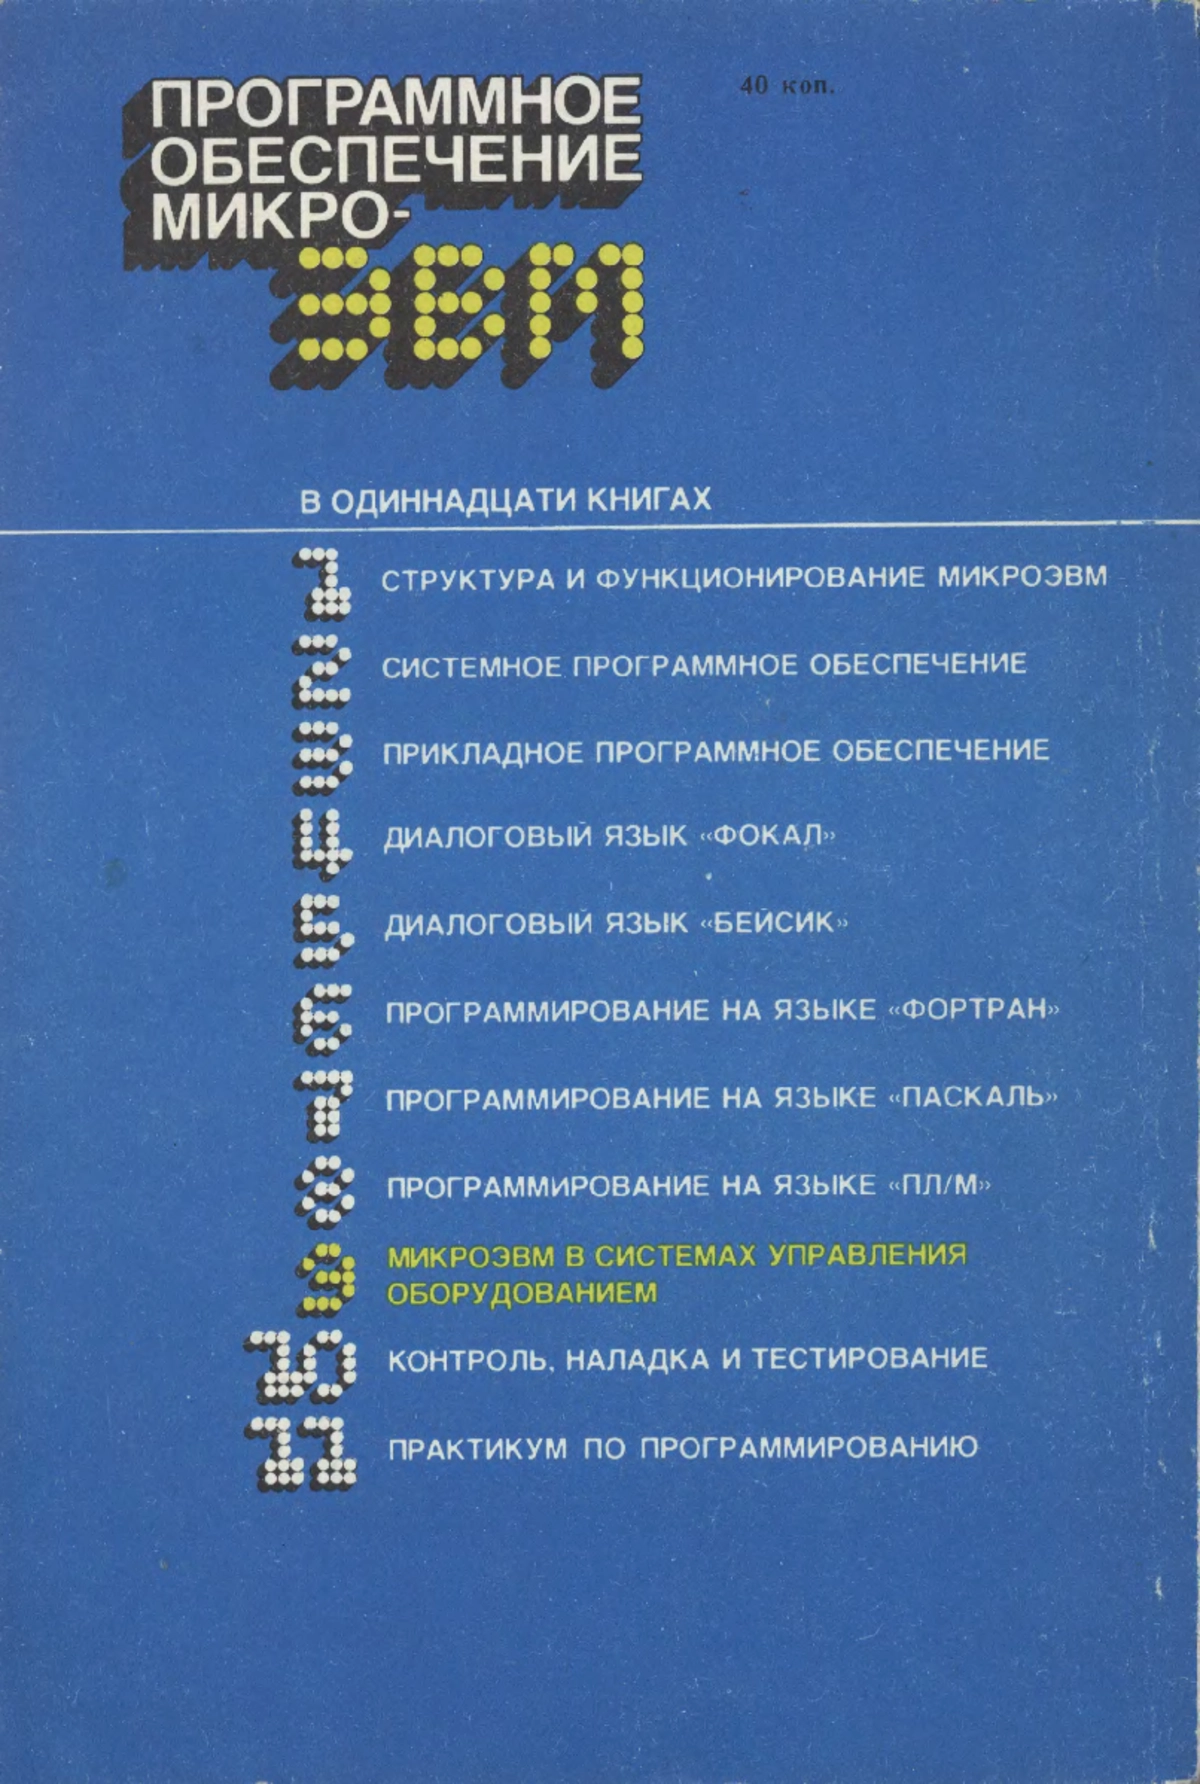 ПРОГРАММНОЕ
ОБЕСПЕЧЕНИЕ
МИКРО-
ЭВМ
40 коп.
В ОДИННАДЦАТИ КНИГАХ
1 СТРУКТУРА И ФУНКЦИОНИРОВАНИЕ МИКРОЭВМ
2 СИСТЕМНОЕ ПРОГРАММНОЕ ОБЕСПЕЧЕНИЕ
3 ПРИКЛАДНОЕ ПРОГРАММНОЕ ОБЕСПЕЧЕНИЕ
4 ДИАЛОГОВЫЙ ЯЗЫК «ФОКАЛ»
5 ДИАЛОГОВЫЙ ЯЗЫК «БЕЙСИК»
6 ПРОГРАММИРОВАНИЕ НА ЯЗЫКЕ «ФОРТРАН»
7 ПРОГРАММИРОВАНИЕ НА ЯЗЫКЕ «ПАСКАЛЬ»
8 ПРОГРАММИРОВАНИЕ НА ЯЗЫКЕ «ПЛ/М»
9 МИКРОЭВМ В СИСТЕМАХ УПРАВЛЕНИЯ
ОБОРУДОВАНИЕМ
10 КОНТРОЛЬ, НАЛАДКА И ТЕСТИРОВАНИЕ
11 ПРАКТИКУМ ПО ПРОГРАММИРОВАНИЮ